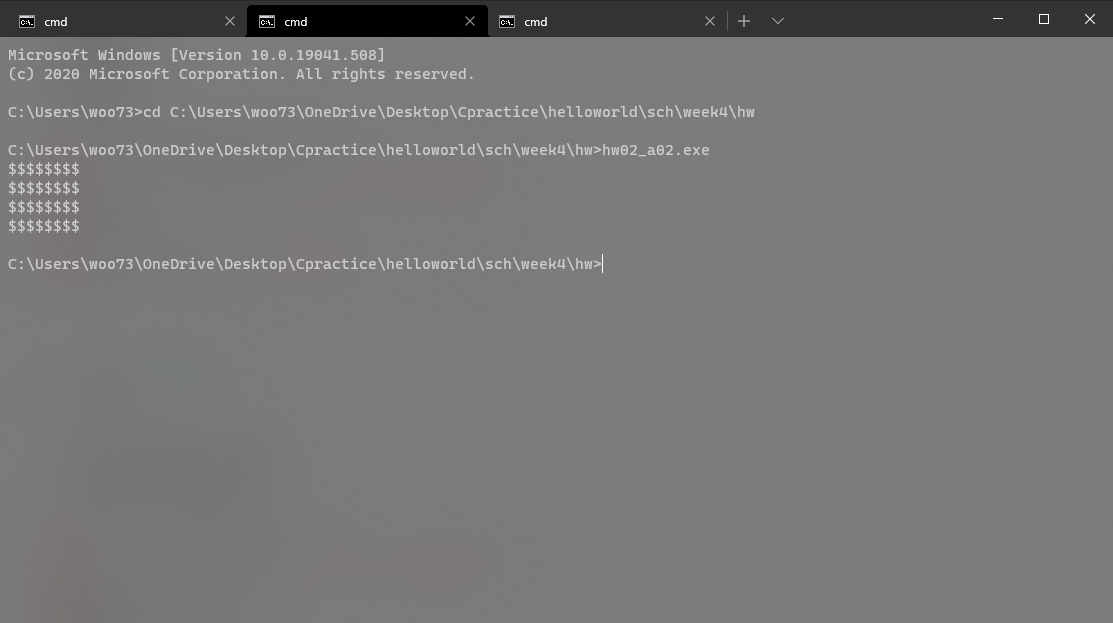 cmd
cmd
cmd
Microsoft Windows [Version 10.0.19041.508]
(c) 2020 Microsoft Corporation. All rights reserved.
C:\Users\woo73>cd C:\Users\woo73\OneDrive\Desktop\Cpractice\helloworld\sch\week4\hw
C:\Users\woo73\OneDrive\Desktop\Cpractice\helloworld\sch\week4\hw>hw02_a02.exe
$$$$$$$$
$$$$$$$$
$$$$$$$$
$$$$$$$$
C:\Users\woo73\OneDrive\Desktop\Cpractice\helloworld\sch\week4\hw>